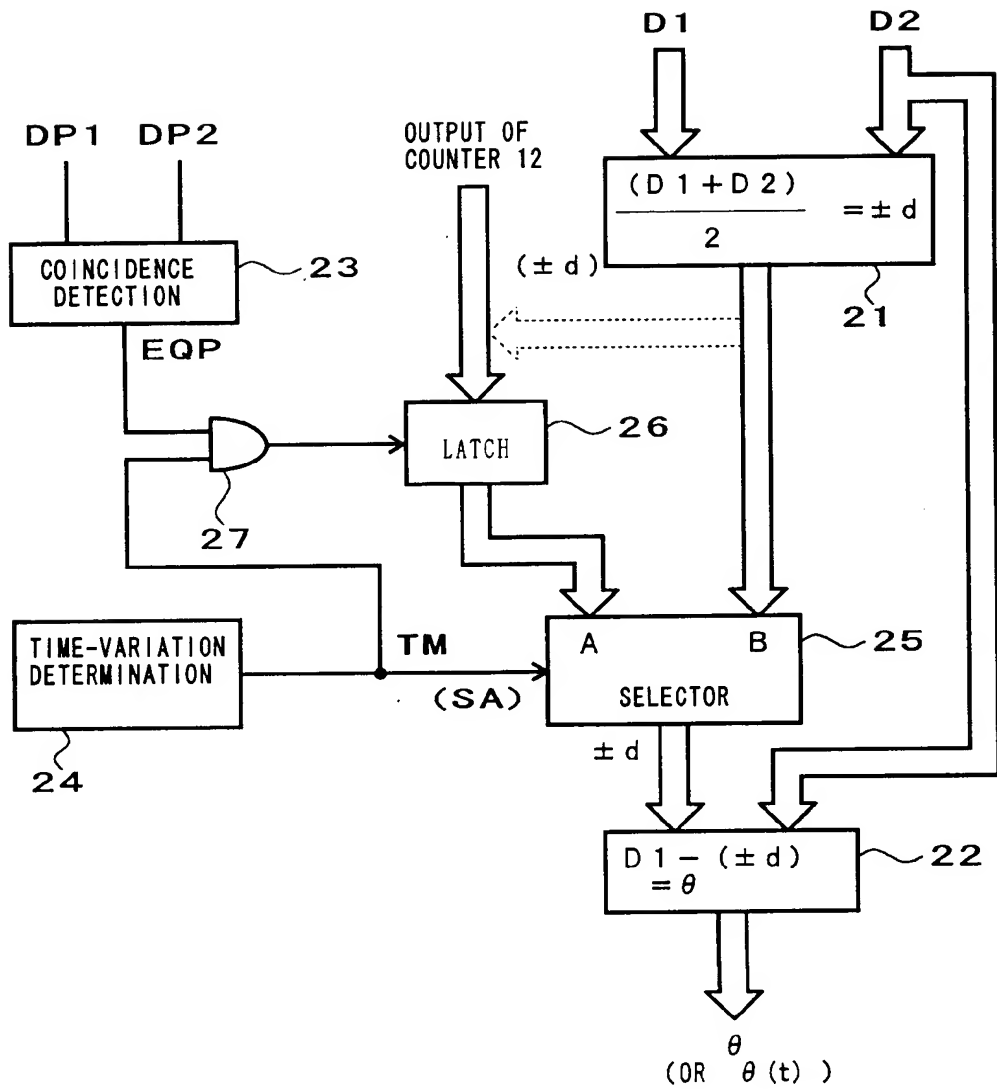 D1
D2
DP1
DP2
OUTPUT OF
COUNTER 12
(D1+D2)
2
=±d
(±d)
21
COINCIDENCE
DETECTION
23
EQP
LATCH
26
27
TIME-VARIATION
DETERMINATION
24
TM
(SA)
A
B
SELECTOR
25
±d
D1-(±d)
=θ
22
θ
(OR θ(t) )